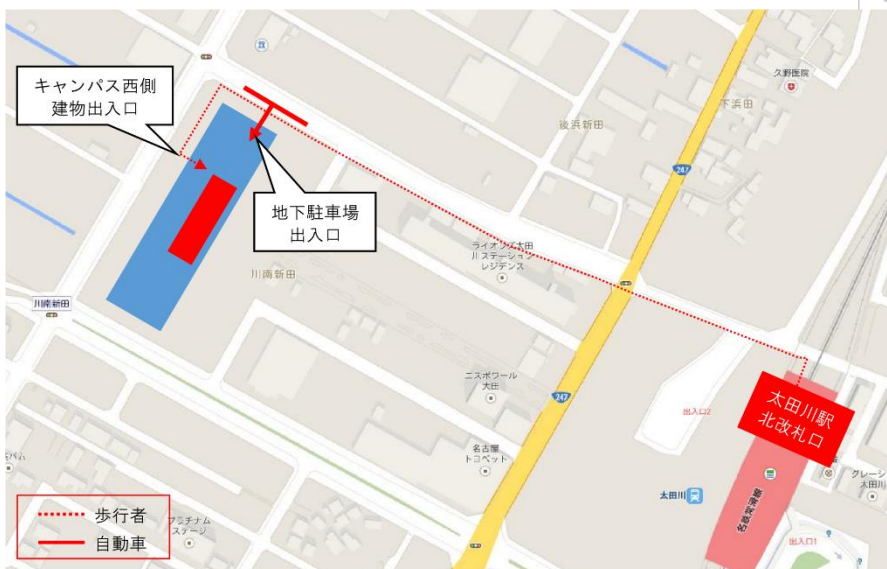 キャンパス西側
建物出入口
地下駐車場
出入口
久野医院
下浜田
後浜新田
247
ライオンズ太田
川ステーション
レジデンス
川南新田
川南新田
ニスポワール
太田
247
名古屋
トヨペット
出入口2
太田川駅
北改札口
グレーシ
太田川
太田川
名鉄常滑線
出入口1
プラチナム
ステージ
歩行者
自動車